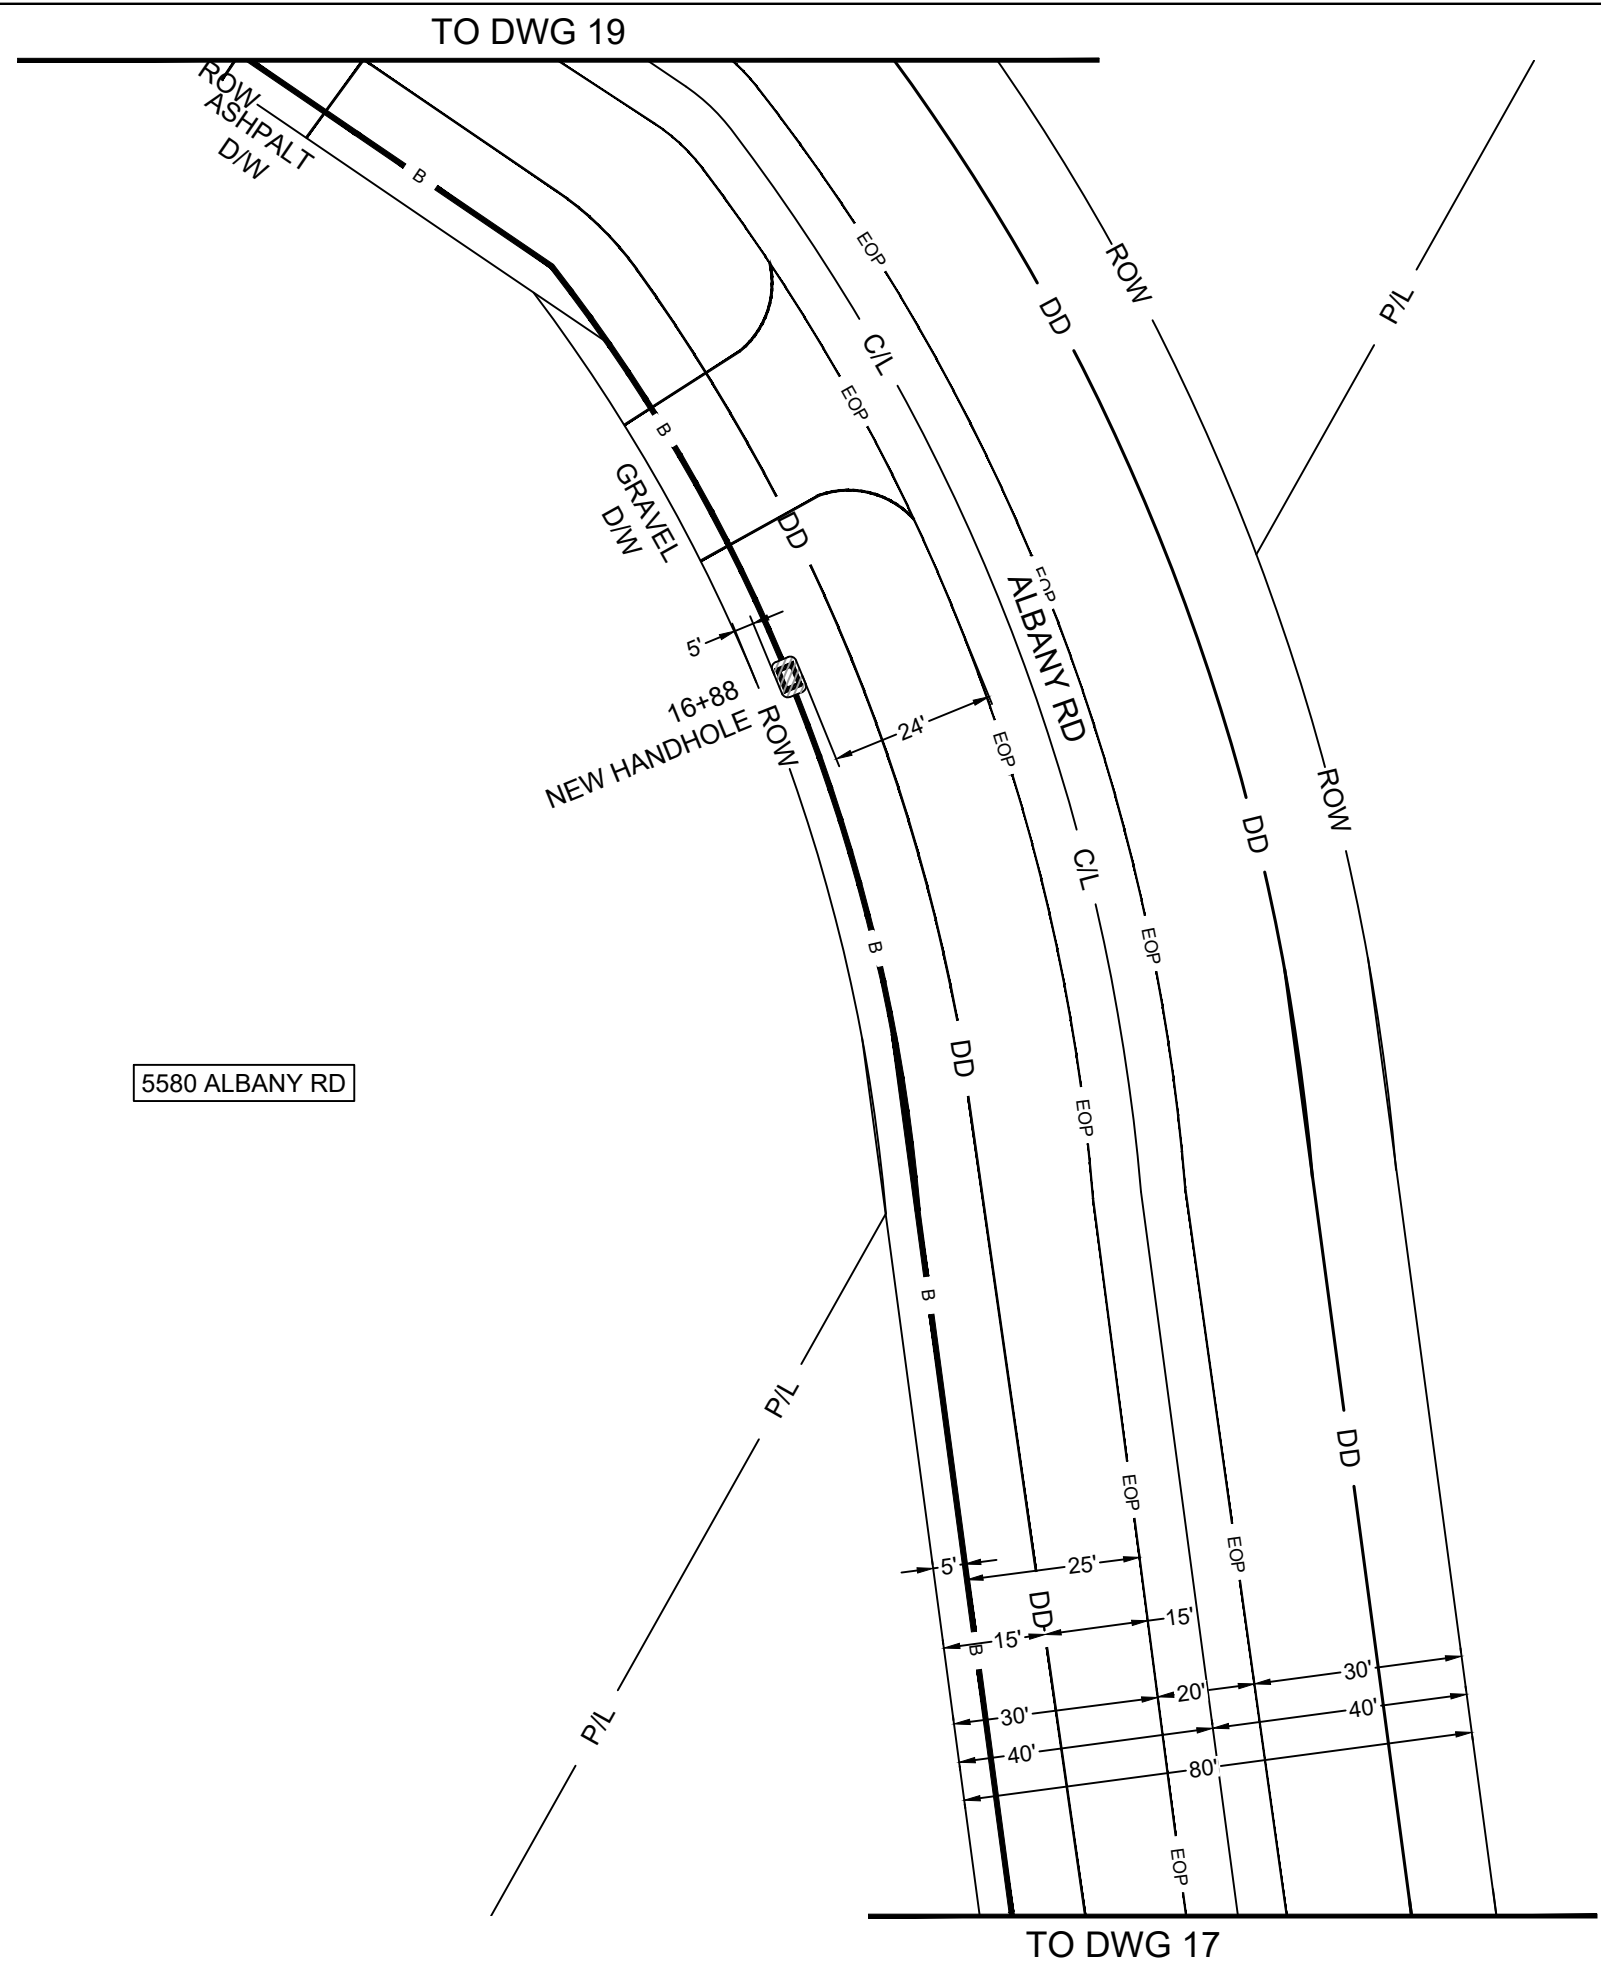 TO DWG 19
ROW
ASHPALT
D/W
B
EOP
ROW
DD
P/L
C/L
EOP
B
GRAVEL
D/W
DD
EOP
ALBANY RD
5'
16+88
NEW HANDHOLE
ROW
24'
EOP
ROW
DD
C/L
B
EOP
DD
5580 ALBANY RD
EOP
B
P/L
DD
EOP
EOP
5'
25'
DD
15'
15'
B
30'
20'
30'
P/L
40'
40'
80'
EOP
TO DWG 17